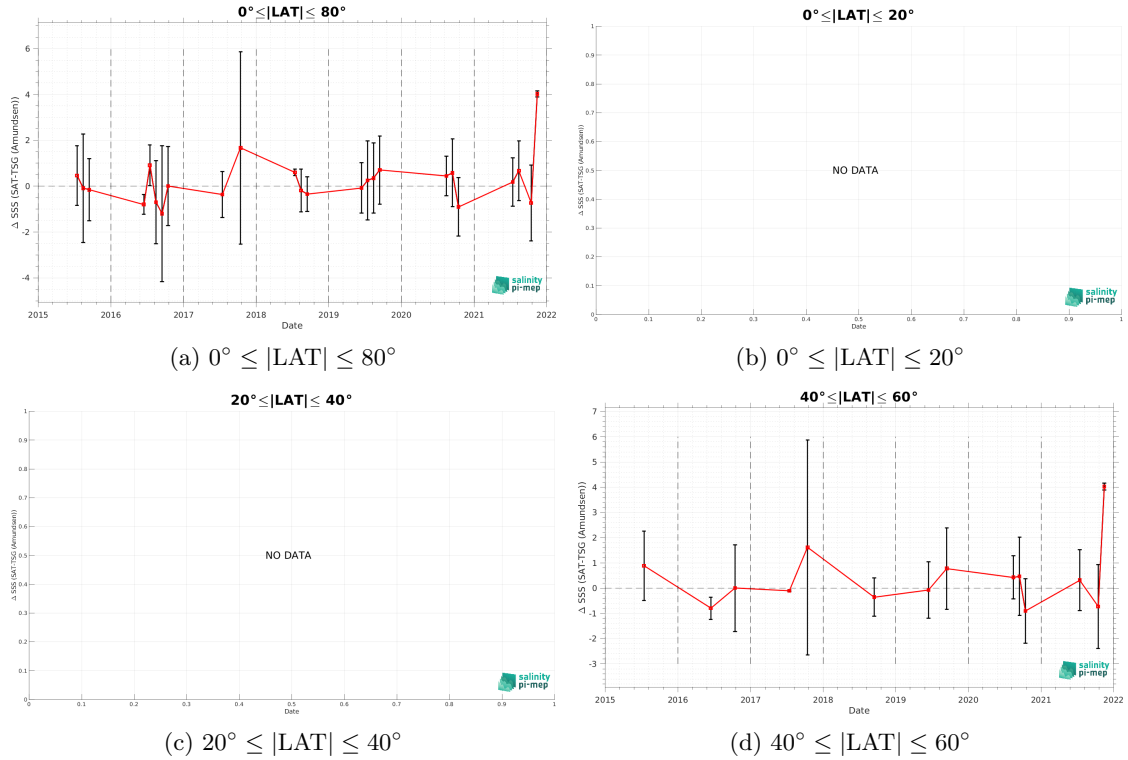 0°≤|LAT|≤ 80°
Δ SSS (SAT-TSG (Amundsen))
6
4
2
0
-2
-4
2015 2016 2017 2018 2019 2020 2021 2022
Date
salinity
pi-mep
(a) 0° ≤ |LAT| ≤ 80°
0°≤|LAT|≤ 20°
Δ SSS (SAT-TSG (Amundsen))
1
0.9
0.8
0.7
0.6
0.5
0.4
0.3
0.2
0.1
0
NO DATA
0 0.1 0.2 0.3 0.4 0.5 0.6 0.7 0.8 0.9 1
Date
salinity
pi-mep
(b) 0° ≤ |LAT| ≤ 20°
20°≤|LAT|≤ 40°
Δ SSS (SAT-TSG (Amundsen))
1
0.9
0.8
0.7
0.6
0.5
0.4
0.3
0.2
0.1
0
NO DATA
0 0.1 0.2 0.3 0.4 0.5 0.6 0.7 0.8 0.9 1
Date
salinity
pi-mep
(c) 20° ≤ |LAT| ≤ 40°
40°≤|LAT|≤ 60°
Δ SSS (SAT-TSG (Amundsen))
7
6
5
4
3
2
1
0
-1
-2
-3
2015 2016 2017 2018 2019 2020 2021 2022
Date
salinity
pi-mep
(d) 40° ≤ |LAT| ≤ 60°